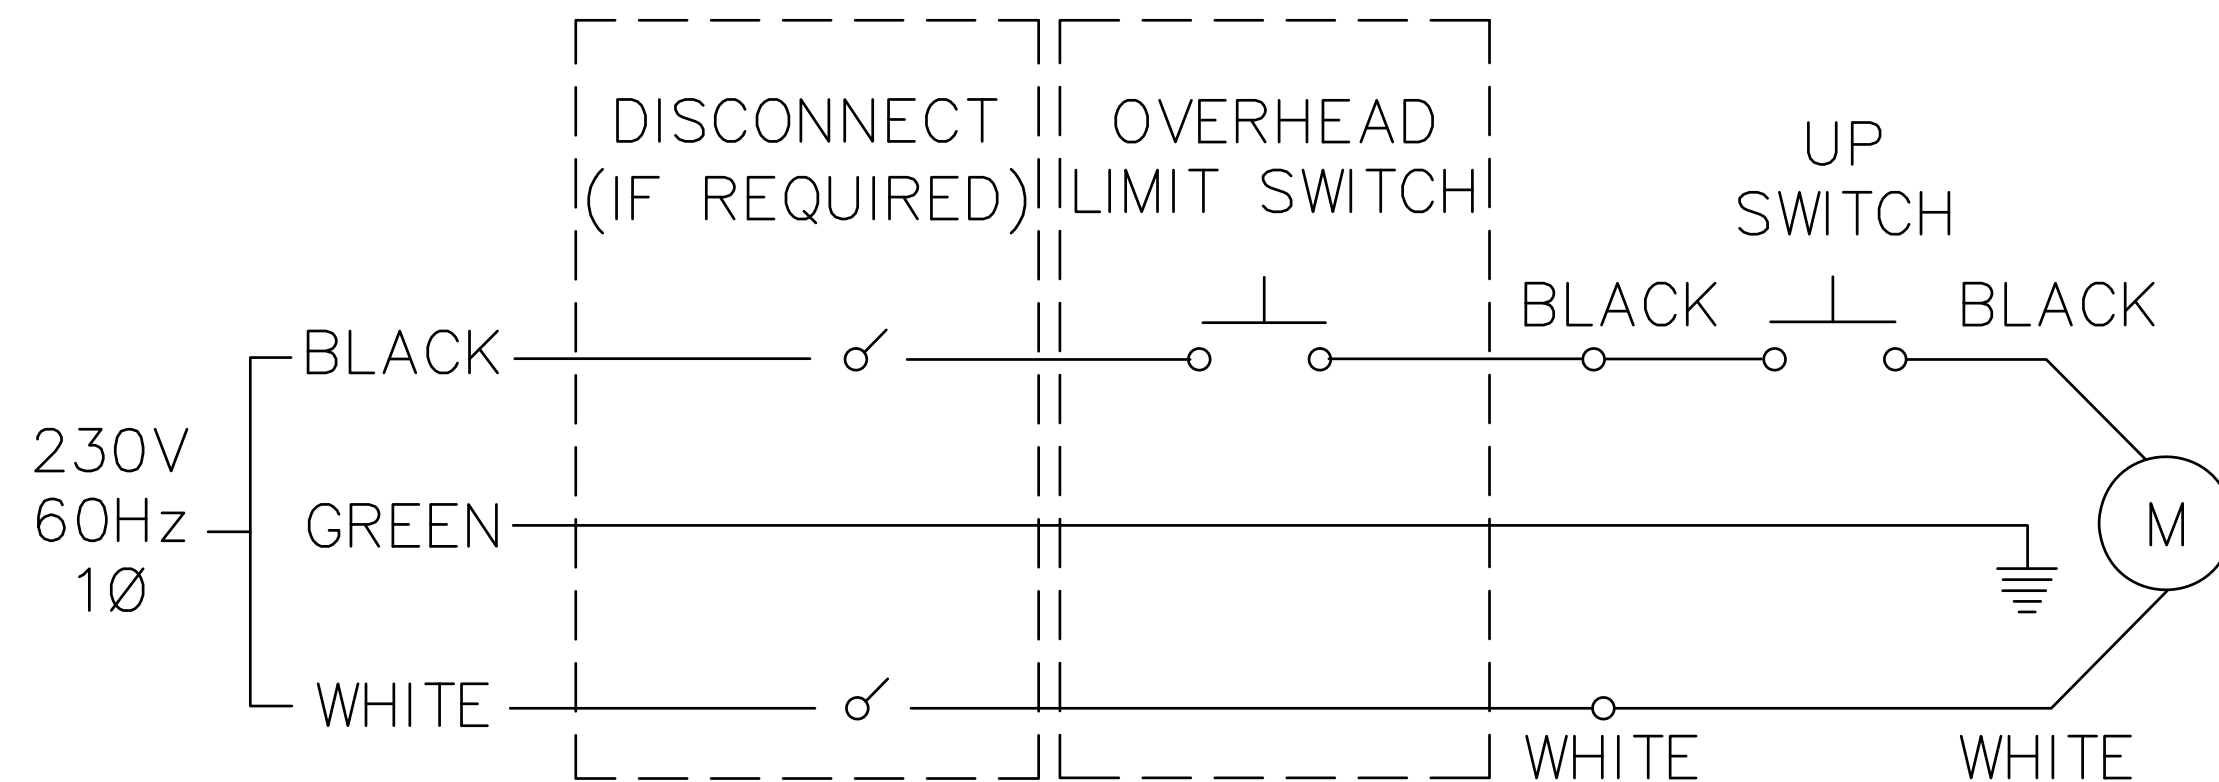 DISCONNECT
(IF REQUIRED)
OVERHEAD
LIMIT SWITCH
UP
SWITCH
BLACK
BLACK
BLACK
230V
60Hz
1Ø
GREEN
M
WHITE
WHITE
WHITE